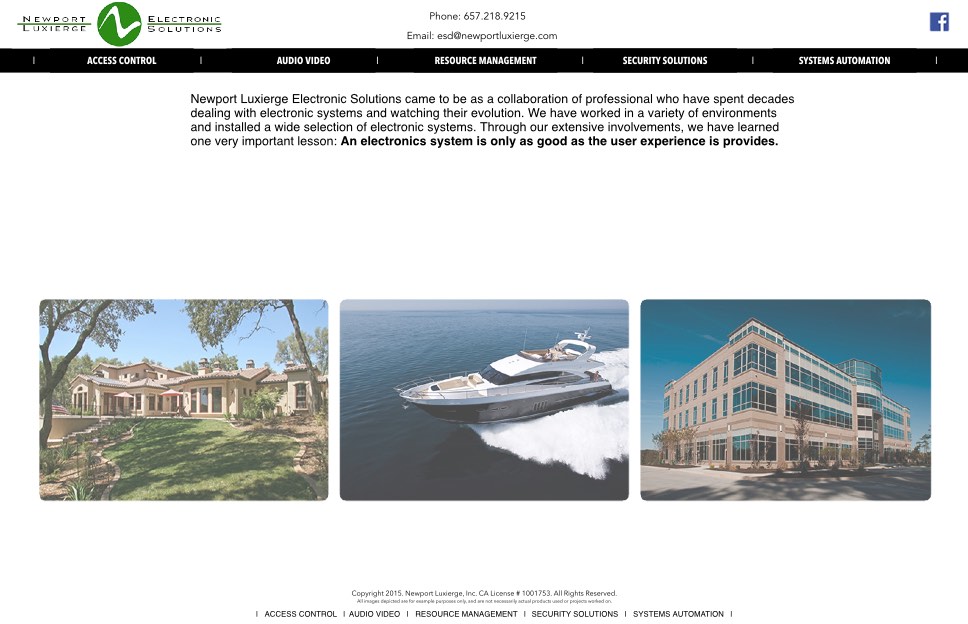 Newport Luxierge Electronic Solutions
Phone: 657.218.9215
Email: esd@newportluxierge.com
f
| ACCESS CONTROL | AUDIO VIDEO | RESOURCE MANAGEMENT | SECURITY SOLUTIONS | SYSTEMS AUTOMATION |
Newport Luxierge Electronic Solutions came to be as a collaboration of professional who have spent decades
dealing with electronic systems and watching their evolution. We have worked in a variety of environments
and installed a wide selection of electronic systems. Through our extensive involvements, we have learned
one very important lesson: An electronics system is only as good as the user experience is provides.
Copyright 2015. Newport Luxierge, Inc. CA License # 1001753. All Rights Reserved.
All images depicted are for example purposes only, and are not necessarily actual products used or projects worked on.
| ACCESS CONTROL | AUDIO VIDEO | RESOURCE MANAGEMENT | SECURITY SOLUTIONS | SYSTEMS AUTOMATION |